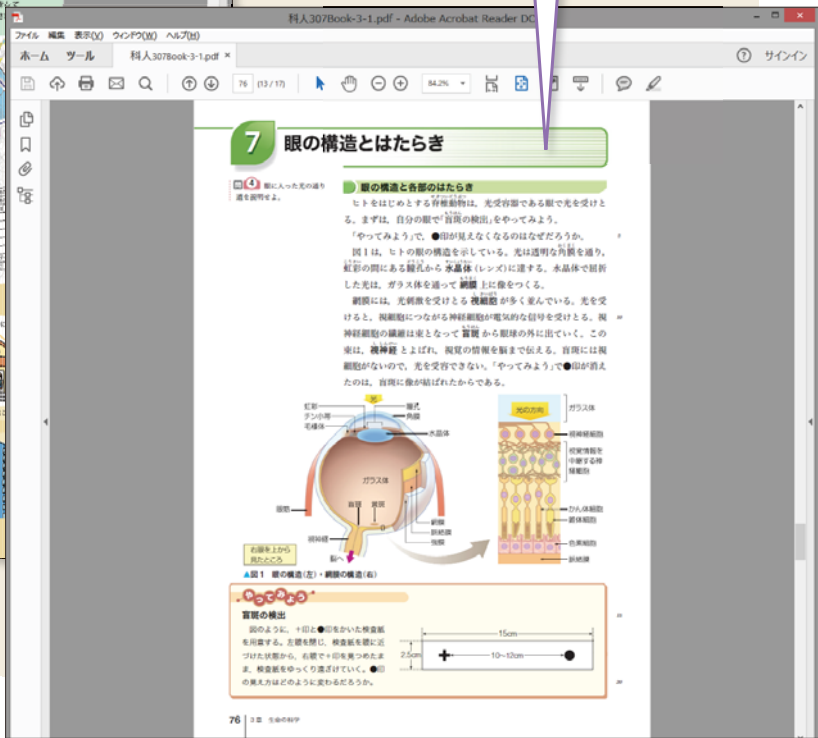 科人307Book-3-1.pdf - Adobe Acrobat Reader DC
ファイル 編集 表示(V) ウィンドウ(W) ヘルプ(H)
ホーム ツール 科人307Book-3-1.pdf × サインイン
76 (13 / 17) 84.2%
7 眼の構造とはたらき
問4 眼に入った光の通り
道を説明せよ。
眼の構造と各部のはたらき
ヒトをはじめとする脊椎動物は，光受容器である眼で光を受けと
る。まずは，自分の眼で「盲斑の検出」をやってみよう。
「やってみよう」で，●印が見えなくなるのはなぜだろうか。
図1は，ヒトの眼の構造を示している。光は透明な角膜を通り，
虹彩の間にある瞳孔から水晶体(レンズ)に達する。水晶体で屈折
した光は，ガラス体を通って網膜上に像をつくる。
網膜には，光刺激を受けとる視細胞が多く並んでいる。光を受
けると，視細胞につながる神経細胞が電気的な信号を受けとる。視
神経細胞の繊維は束となって盲斑から眼球の外に出ていく。この
束は，視神経とよばれ，視覚の情報を脳まで伝える。盲斑には視
細胞がないので，光を受容できない。「やってみよう」で●印が消え
たのは，盲斑に像が結ばれたからである。
光
虹彩
チン小帯
毛様体
瞳孔
角膜
水晶体
ガラス体
眼筋
盲斑 黄斑
視神経
脳へ
網膜
脈絡膜
強膜
右眼を上から
見たところ
光の方向
ガラス体
視神経細胞
視覚情報を
中継する神
経細胞
かん体細胞
錐体細胞
色素細胞
脈絡膜
▲図1 眼の構造(左)・網膜の構造(右)
やってみよう
盲斑の検出
図のように，＋印と●印をかいた検査紙
を用意する。左眼を閉じ，検査紙を眼に近
づけた状態から，右眼で＋印を見つめたま
ま，検査紙をゆっくり遠ざけていく。●印
の見え方はどのように変わるだろうか。
15cm
2.5cm
10〜12cm
76 3章 生命の科学